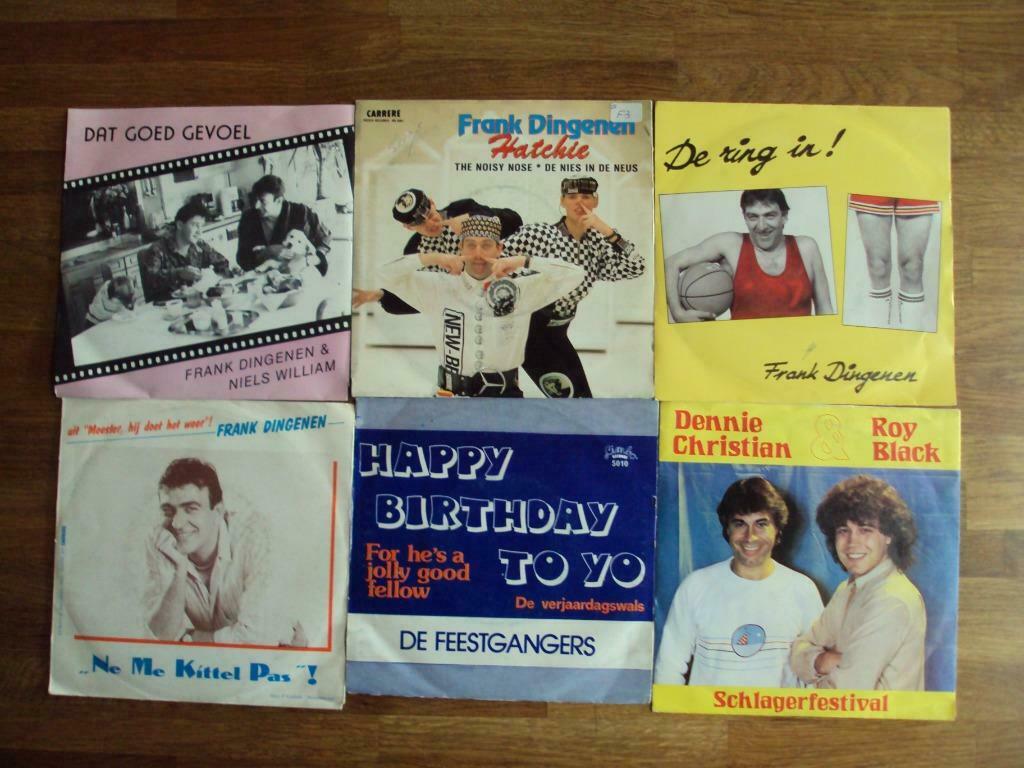 DAT GOED GEVOEL
FRANK DINGENEN &
NIELS WILLIAM
CARRERE
F3
Frank Dingenen
Hatchie
THE NOISY NOSE * DE NIES IN DE NEUS
NEW-BE
De ring in!
Frank Dingenen
uit "Meester, hij doet het weer"!
FRANK DINGENEN
"Ne Me Kittel Pas"!
5010
HAPPY
BIRTHDAY
TO YO
For he's a
jolly good
fellow
De verjaardagswals
DE FEESTGANGERS
Dennie
Christian
&
Roy
Black
Schlagerfestival